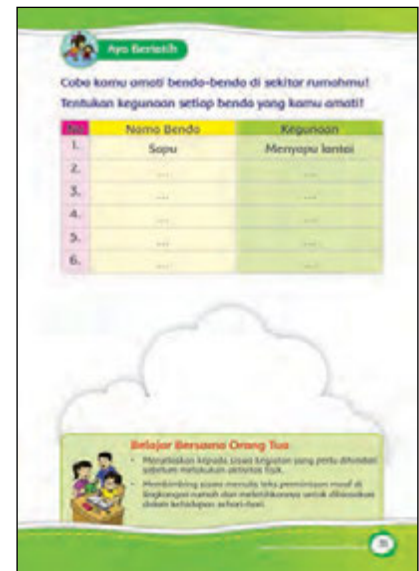 Ayo Berlatih
Coba kamu amati benda-benda di sekitar rumahmu!
Tentukan kegunaan setiap benda yang kamu amati!
No. Nama Benda Kegunaan
1. Sapu Menyapu lantai
2. ... ...
3. ... ...
4. ... ...
5. ... ...
6. ... ...
Belajar Bersama Orang Tua
• Menjelaskan kepada siswa kegiatan yang perlu dihindari
sebelum melakukan aktivitas fisik.
• Membimbing siswa menulis teks permintaan maaf di
lingkungan rumah dan melatihkannya untuk dibiasakan
dalam kehidupan sehari-hari.